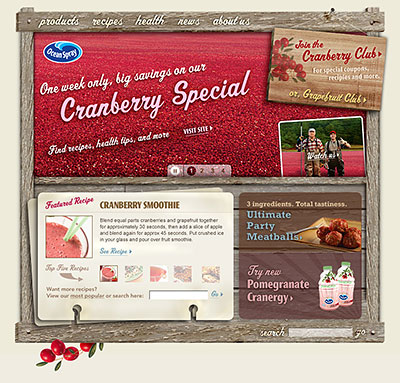 products recipes health news about us
Ocean Spray
Join the
Cranberry Club
For special coupons,
recipies and more.
or, Grapefruit Club
One week only, big savings on our
Cranberry Special
VISIT SITE
Find recipes, health tips, and more
Watch us
1 2 3 4
Featured Recipe
CRANBERRY SMOOTHIE
Blend equal parts cranberries and grapefruit together
for approximately 30 seconds, then add a slice of apple
and blend again for approx 45 seconds. Put crushed ice
in your glass and pour over fruit smoothie.
See Recipe
Top Five Recipes
Want more recipes?
View our most popular or search here:
Go
3 ingredients. Total tastiness.
Ultimate
Party
Meatballs
Try new
Pomegranate
Cranergy
search go